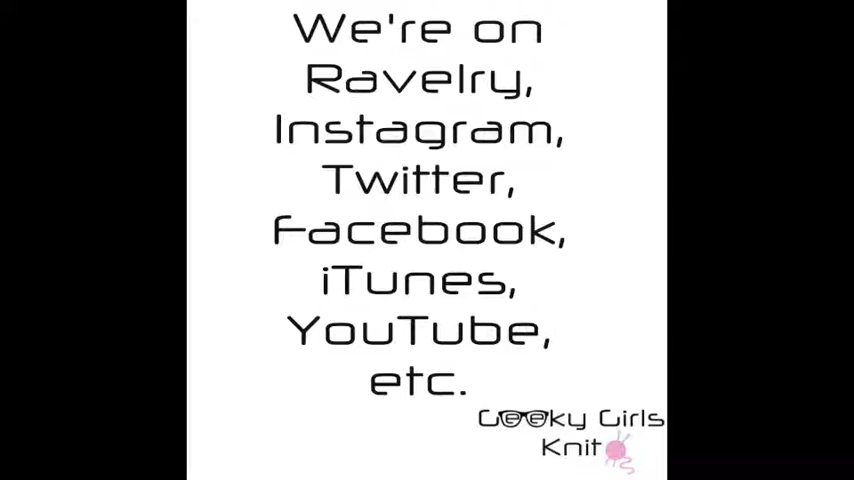 We're on
Ravelry,
Instagram,
Twitter,
Facebook,
iTunes,
YouTube,
etc.
Geeky Girls
Knit